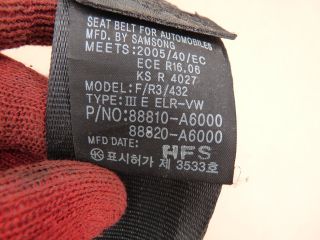 SEAT BELT FOR AUTOMOBILES
MFD. BY SAMSONG
MEETS:2005/40/EC
ECE R16.06
KS R 4027
MODEL:F/R3/432
TYPE:III E ELR-VW
P/NO:88810-A6000
88820-A6000
MFD DATE: HFS
표시허가 제 3533호